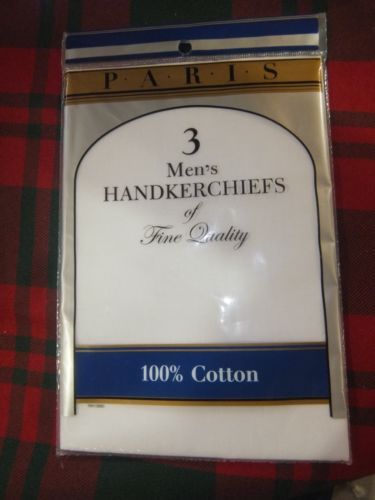 P·A·R·I·S
3
Men's
HANDKERCHIEFS
of
Fine Quality
100% Cotton